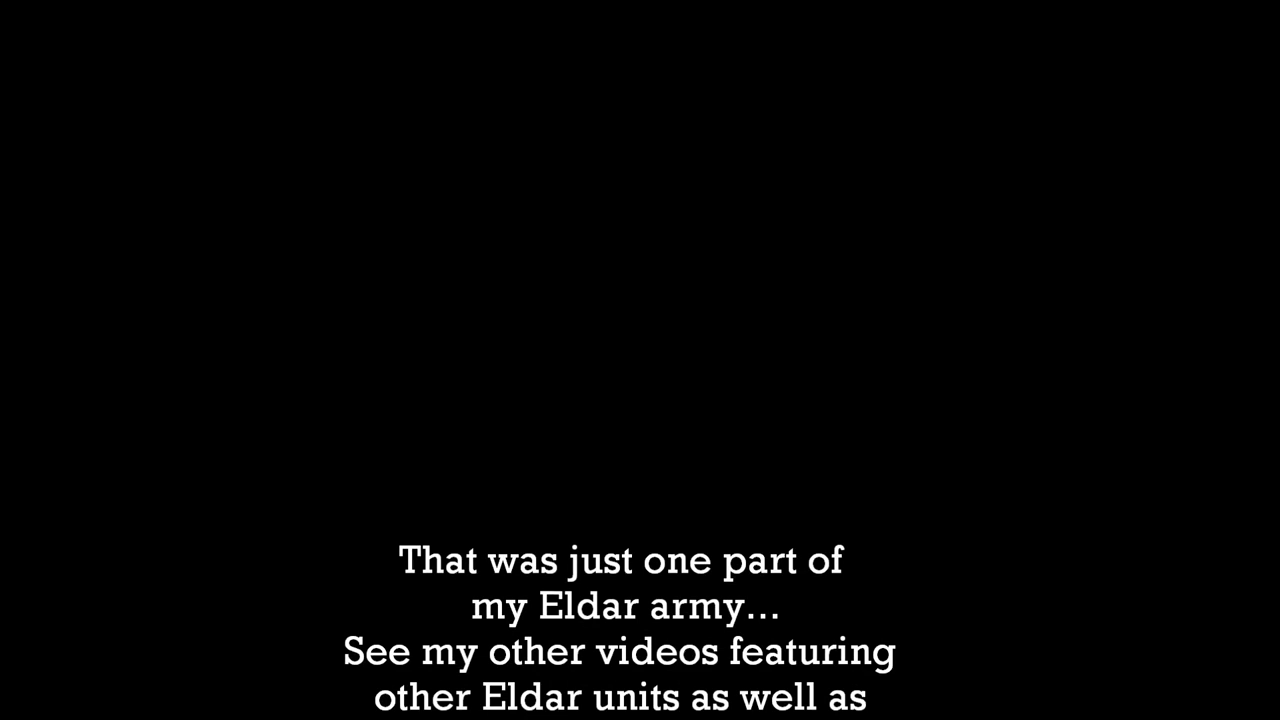 That was just one part of
my Eldar army...
See my other videos featuring
other Eldar units as well as